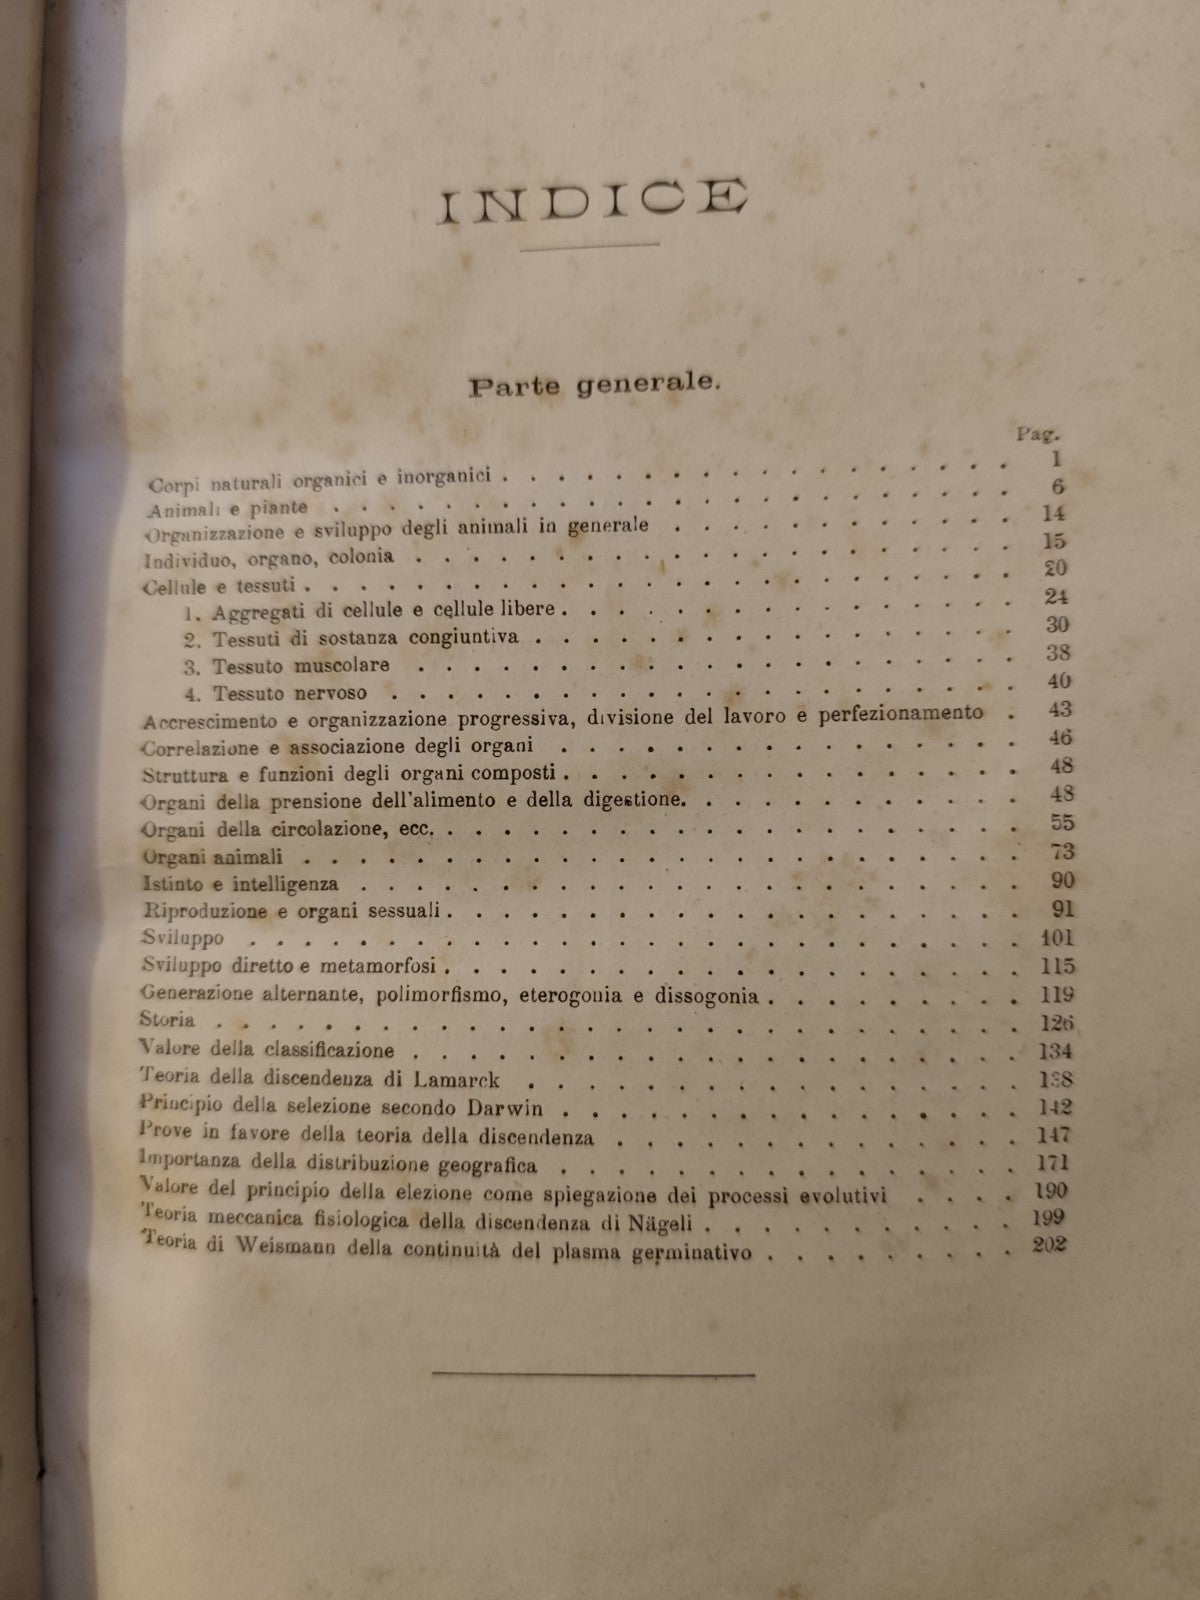 INDICE
Parte generale.
Pag.
Corpi naturali organici e inorganici . . . . . . . . . . . . . . . . . . 1
Animali e piante . . . . . . . . . . . . . . . . . . . . . . . . 6
Organizzazione e sviluppo degli animali in generale . . . . . . . . . . . . 14
Individuo, organo, colonia . . . . . . . . . . . . . . . . . . . . . 15
Cellule e tessuti . . . . . . . . . . . . . . . . . . . . . . . . . 20
1. Aggregati di cellule e cellule libere . . . . . . . . . . . . . . . . 24
2. Tessuti di sostanza congiuntiva . . . . . . . . . . . . . . . . . 30
3. Tessuto muscolare . . . . . . . . . . . . . . . . . . . . . 38
4. Tessuto nervoso . . . . . . . . . . . . . . . . . . . . . . 40
Accrescimento e organizzazione progressiva, divisione del lavoro e perfezionamento . 43
Correlazione e associazione degli organi . . . . . . . . . . . . . . . . 46
Struttura e funzioni degli organi composti . . . . . . . . . . . . . . . . 48
Organi della prensione dell'alimento e della digestione. . . . . . . . . . . . 48
Organi della circolazione, ecc. . . . . . . . . . . . . . . . . . . . . 55
Organi animali . . . . . . . . . . . . . . . . . . . . . . . . . 73
Istinto e intelligenza . . . . . . . . . . . . . . . . . . . . . . . 90
Riproduzione e organi sessuali . . . . . . . . . . . . . . . . . . . . 91
Sviluppo . . . . . . . . . . . . . . . . . . . . . . . . . . . 101
Sviluppo diretto e metamorfosi . . . . . . . . . . . . . . . . . . . . 115
Generazione alternante, polimorfismo, eterogonia e dissogonia . . . . . . . . . 119
Storia . . . . . . . . . . . . . . . . . . . . . . . . . . . . 126
Valore della classificazione . . . . . . . . . . . . . . . . . . . . . 134
Teoria della discendenza di Lamarck . . . . . . . . . . . . . . . . . 138
Principio della selezione secondo Darwin . . . . . . . . . . . . . . . . 142
Prove in favore della teoria della discendenza . . . . . . . . . . . . . . 147
Importanza della distribuzione geografica . . . . . . . . . . . . . . . . 171
Valore del principio della elezione come spiegazione dei processi evolutivi . . . . 190
Teoria meccanica fisiologica della discendenza di Nägeli . . . . . . . . . . . 199
Teoria di Weismann della continuità del plasma germinativo . . . . . . . . . 202